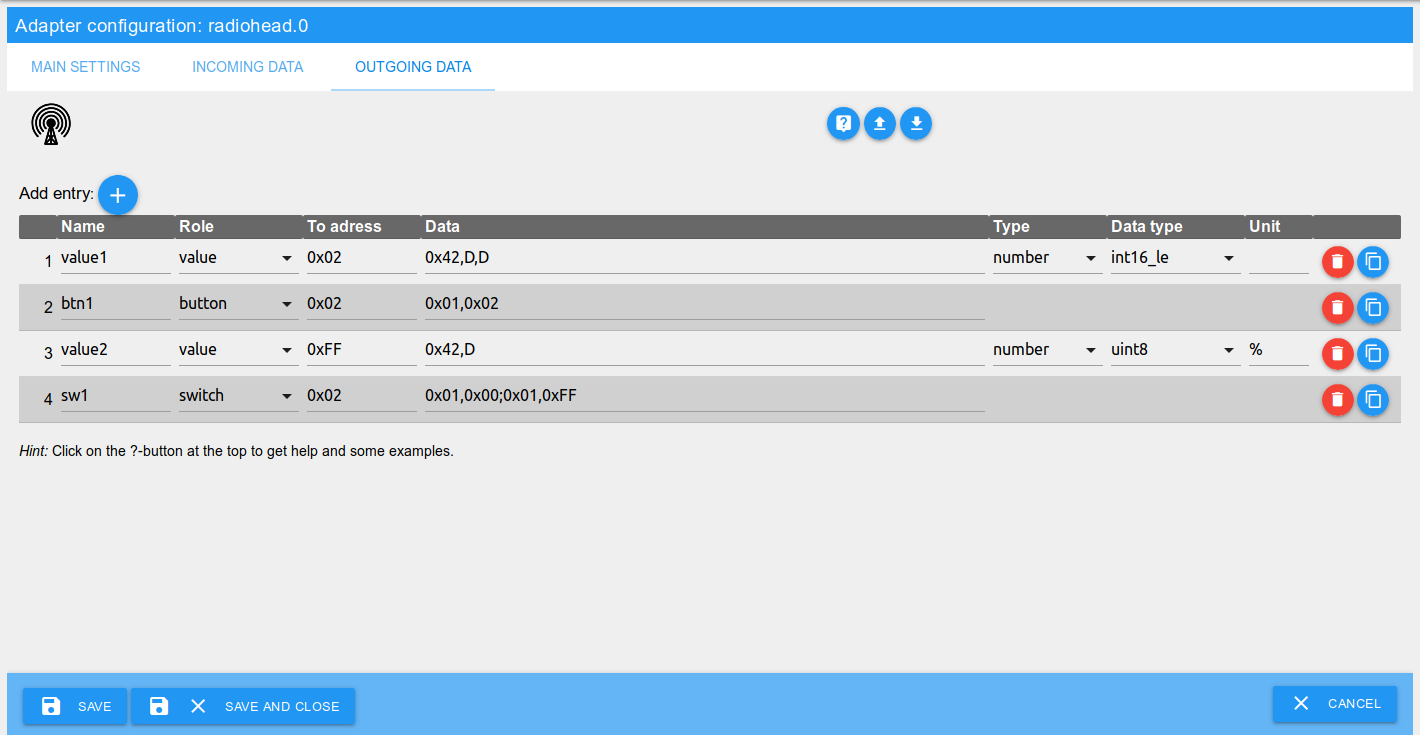 Adapter configuration: radiohead.0
MAIN SETTINGS INCOMING DATA OUTGOING DATA
?
Add entry: +
Name Role To adress Data Type Data type Unit
1 value1 value 0x02 0x42,D,D number int16_le
2 btn1 button 0x02 0x01,0x02
3 value2 value 0xFF 0x42,D number uint8 %
4 sw1 switch 0x02 0x01,0x00;0x01,0xFF
Hint: Click on the ?-button at the top to get help and some examples.
SAVE SAVE AND CLOSE CANCEL